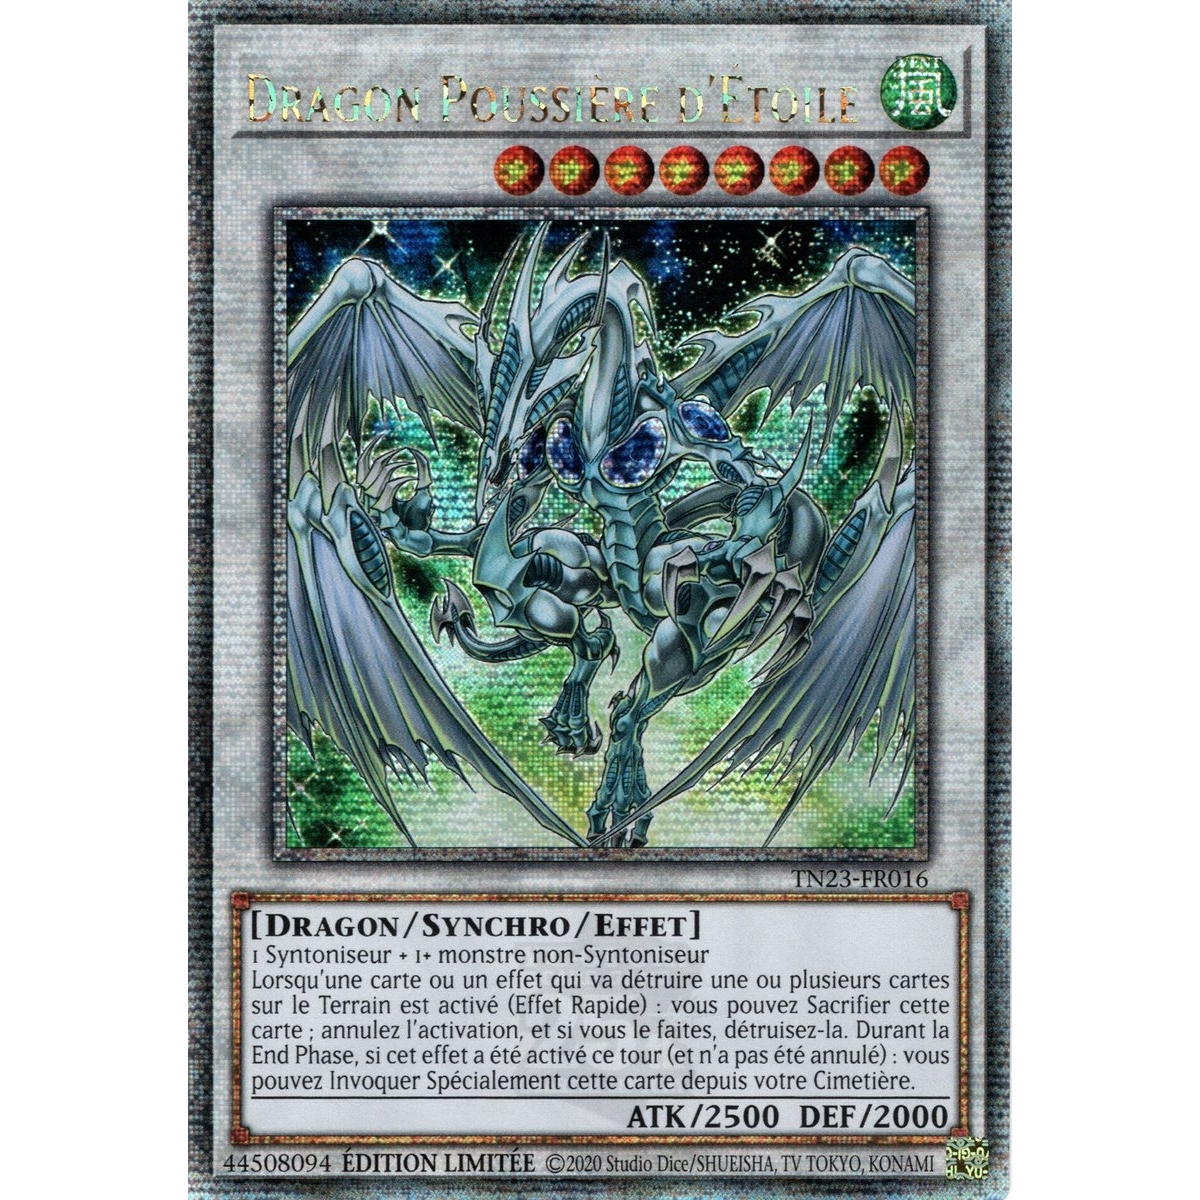 Dragon Poussière d'Étoile
VENT
風
TN23-FR016
[Dragon/Synchro/Effet]
1 Syntoniseur + 1+ monstre non-Syntoniseur
Lorsqu'une carte ou un effet qui va détruire une ou plusieurs cartes
sur le Terrain est activé (Effet Rapide) : vous pouvez Sacrifier cette
carte ; annulez l'activation, et si vous le faites, détruisez-la. Durant la
End Phase, si cet effet a été activé ce tour (et n'a pas été annulé) : vous
pouvez Invoquer Spécialement cette carte depuis votre Cimetière.
ATK/2500 DEF/2000
44508094 ÉDITION LIMITÉE ©2020 Studio Dice/SHUEISHA, TV TOKYO, KONAMI